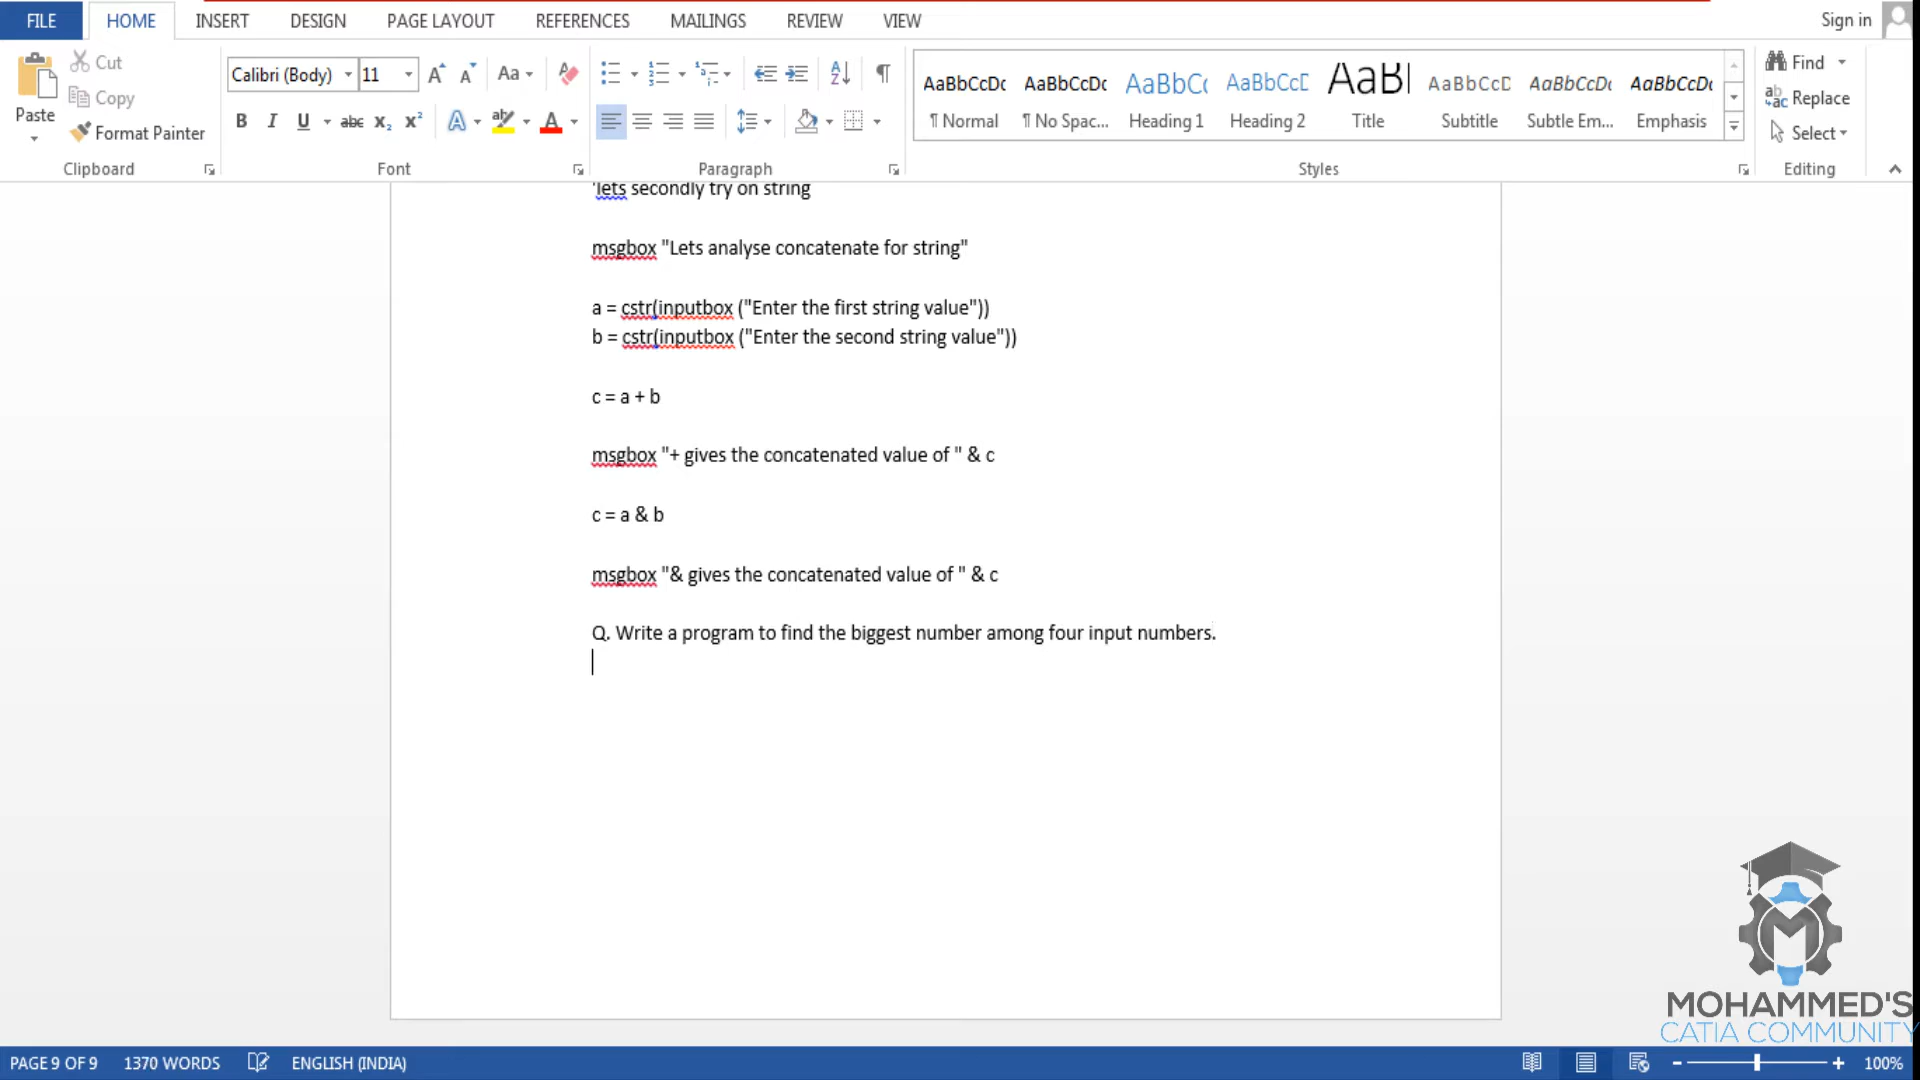 FILE HOME INSERT DESIGN PAGE LAYOUT REFERENCES MAILINGS REVIEW VIEW Sign in
Paste
Cut
Copy
Format Painter
Clipboard
Calibri (Body) 11 Aa
B I U abc X₂ X² A A
Font
Paragraph
AaBbCcDc AaBbCcDc AaBbCc AaBbCcD AaBl AaBbCcD AaBbCcDc AaBbCcDc
¶ Normal ¶ No Spac... Heading 1 Heading 2 Title Subtitle Subtle Em... Emphasis
Styles
Find
Replace
Select
Editing
'lets secondly try on string
msgbox "Lets analyse concatenate for string"
a = cstr(inputbox ("Enter the first string value"))
b = cstr(inputbox ("Enter the second string value"))
c = a + b
msgbox "+ gives the concatenated value of " & c
c = a & b
msgbox "& gives the concatenated value of " & c
Q. Write a program to find the biggest number among four input numbers.
MOHAMMED'S
CATIA COMMUNITY
PAGE 9 OF 9 1370 WORDS ENGLISH (INDIA) 100%